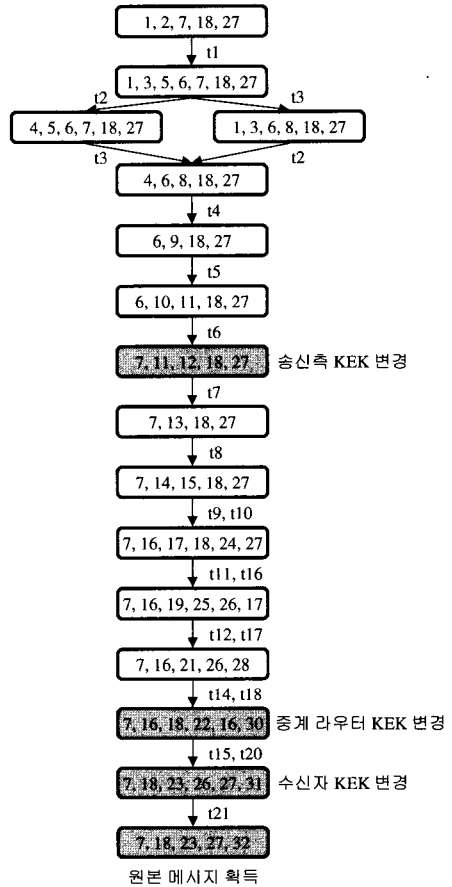 1, 2, 7, 18, 27
t1
1, 3, 5, 6, 7, 18, 27
t2
t3
4, 5, 6, 7, 18, 27
1, 3, 6, 8, 18, 27
t3
t2
4, 6, 8, 18, 27
t4
6, 9, 18, 27
t5
6, 10, 11, 18, 27
t6
7, 11, 12, 18, 27
송신측 KEK 변경
t7
7, 13, 18, 27
t8
7, 14, 15, 18, 27
t9, t10
7, 16, 17, 18, 24, 27
t11, t16
7, 16, 19, 25, 26, 17
t12, t17
7, 16, 21, 26, 28
t14, t18
7, 16, 18, 22, 16, 30
중계 라우터 KEK 변경
t15, t20
7, 18, 23, 26, 27, 31
수신자 KEK 변경
t21
7, 18, 23, 27, 32
원본 메시지 획득